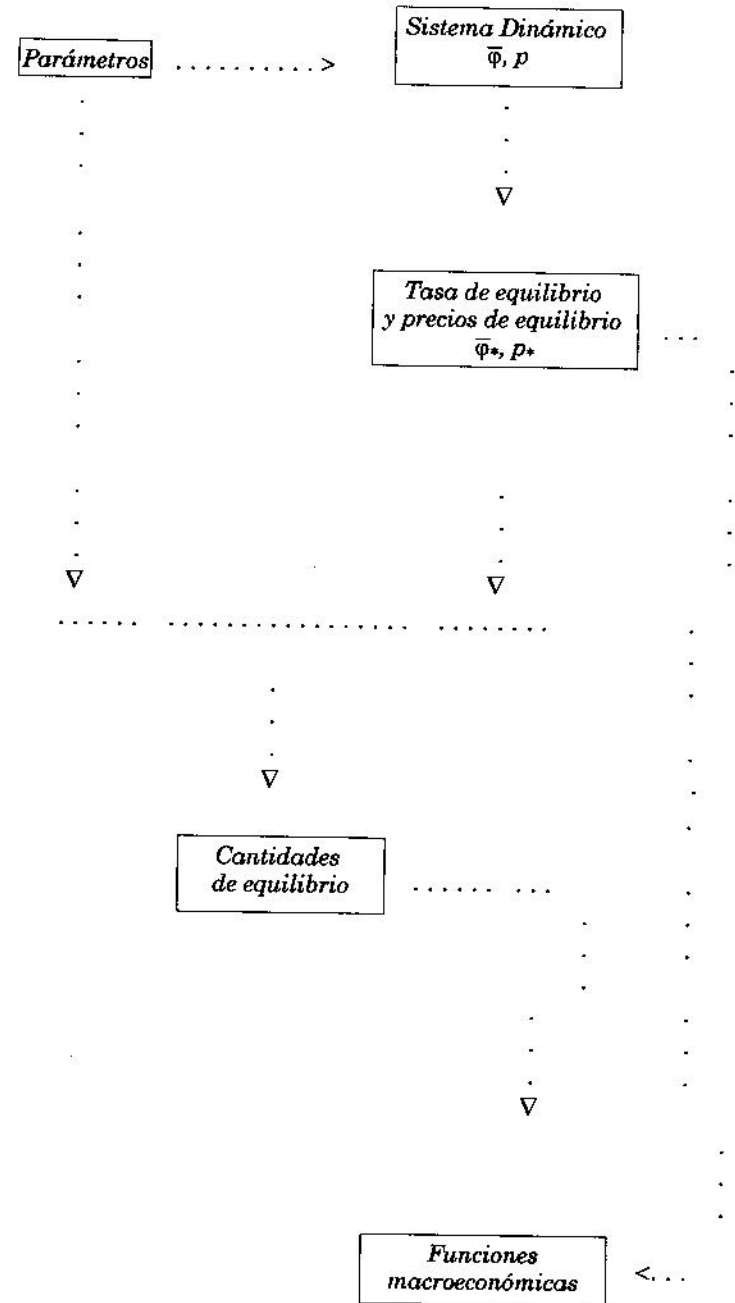 Parámetros
Sistema Dinámico
φ̅, p
Tasa de equilibrio
y precios de equilibrio
φ̅*, p*
Cantidades
de equilibrio
Funciones
macroeconómicas